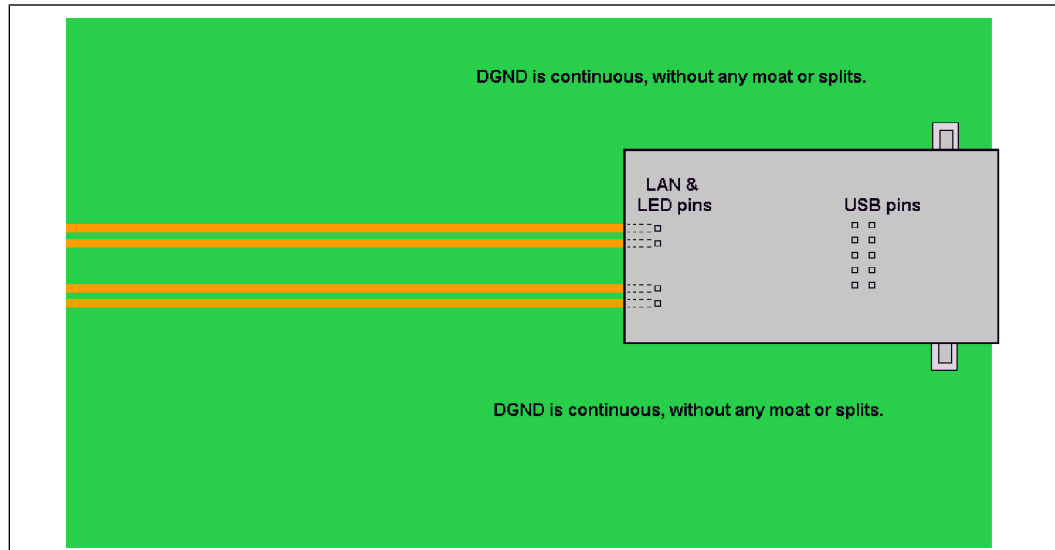 DGND is continuous, without any moat or splits.
LAN &
LED pins
USB pins
DGND is continuous, without any moat or splits.